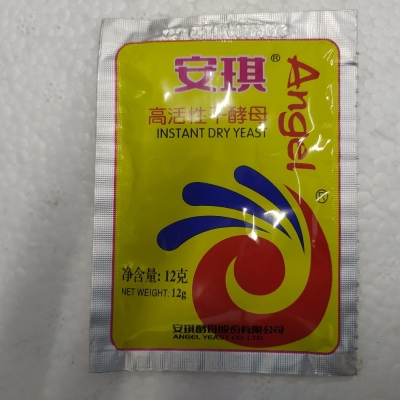 安琪®
Angel®
高活性干酵母
INSTANT DRY YEAST
净含量: 12克
NET WEIGHT: 12g
安琪酵母股份有限公司
ANGEL YEAST CO., LTD